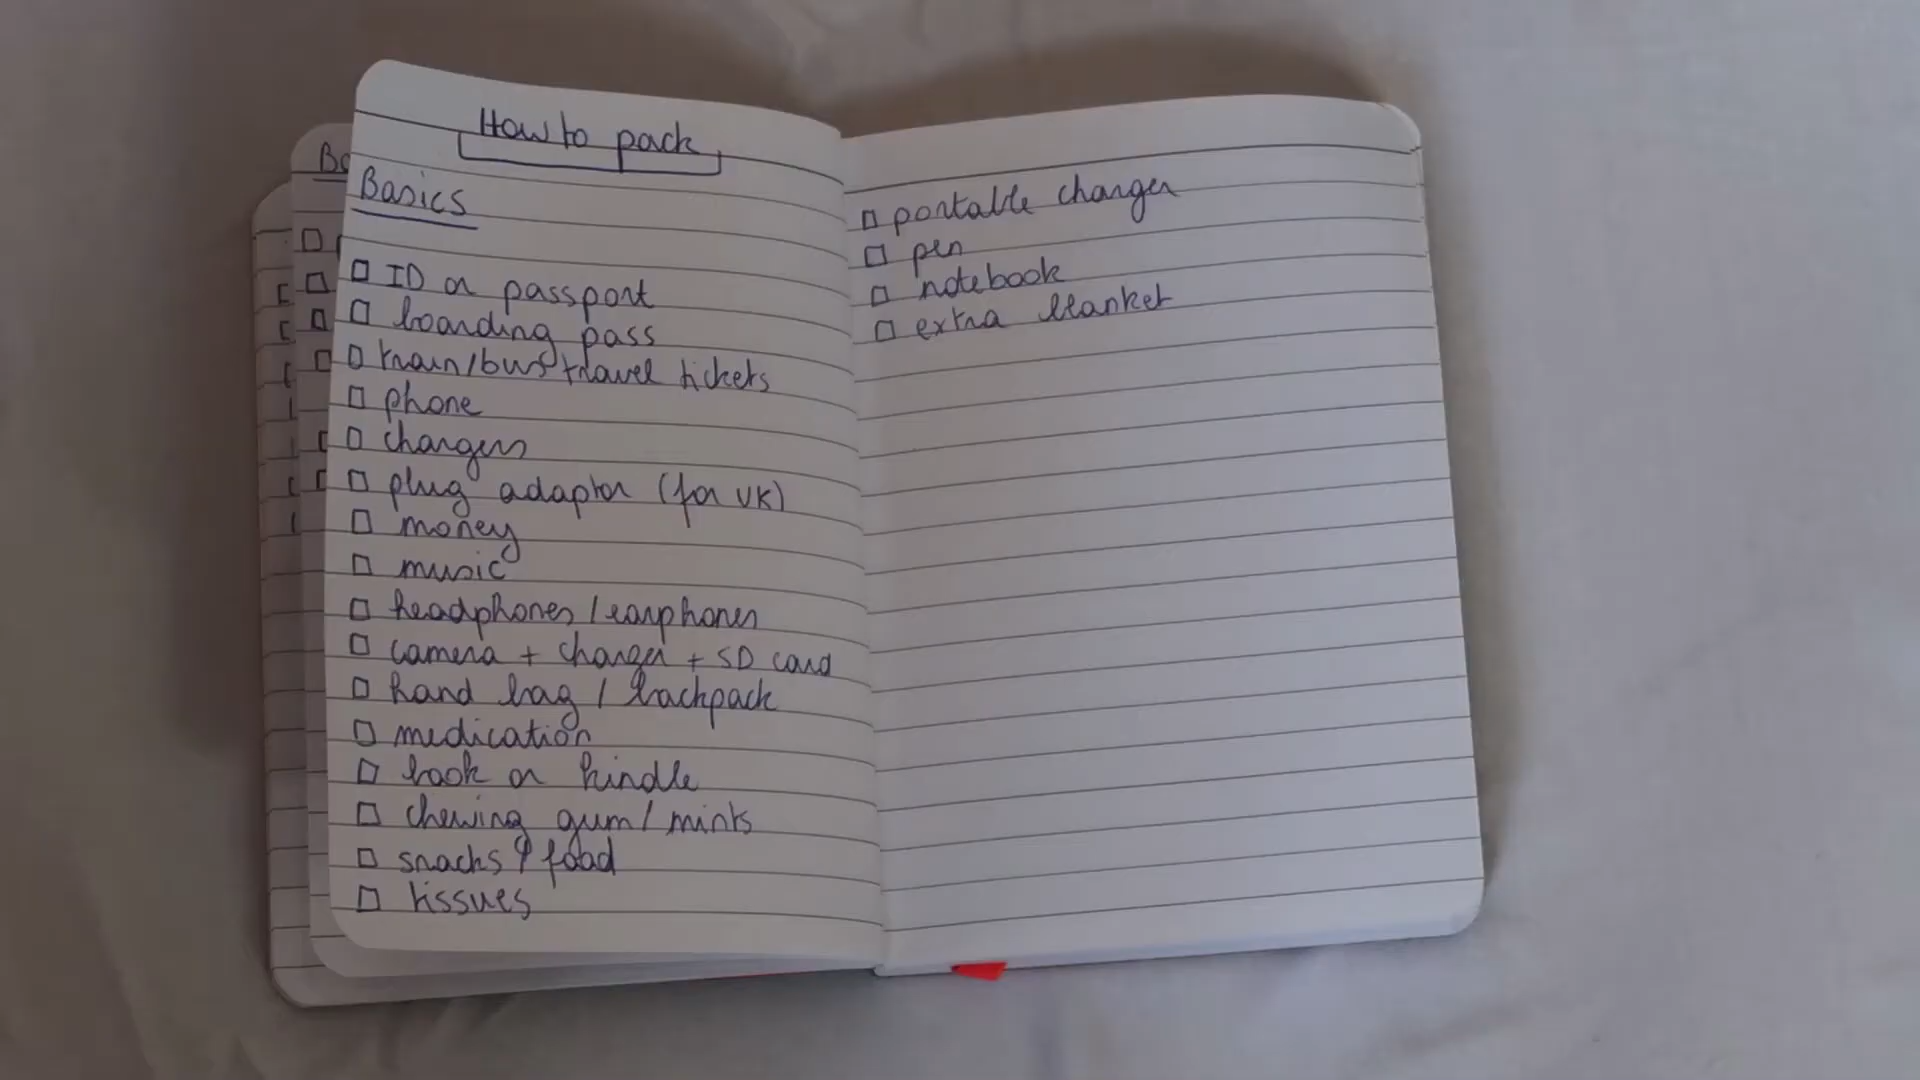 How to pack
Ba
Basics
□ ID or passport
□ boarding pass
□ train/bus travel tickets
□ phone
□ chargers
□ plug adaptor (for UK)
□ money
□ music
□ headphones / earphones
□ camera + charger + SD card
□ hand bag / backpack
□ medication
□ book or kindle
□ chewing gum / mints
□ snacks & food
□ tissues
□ portable charger
□ pen
□ notebook
□ extra blanket